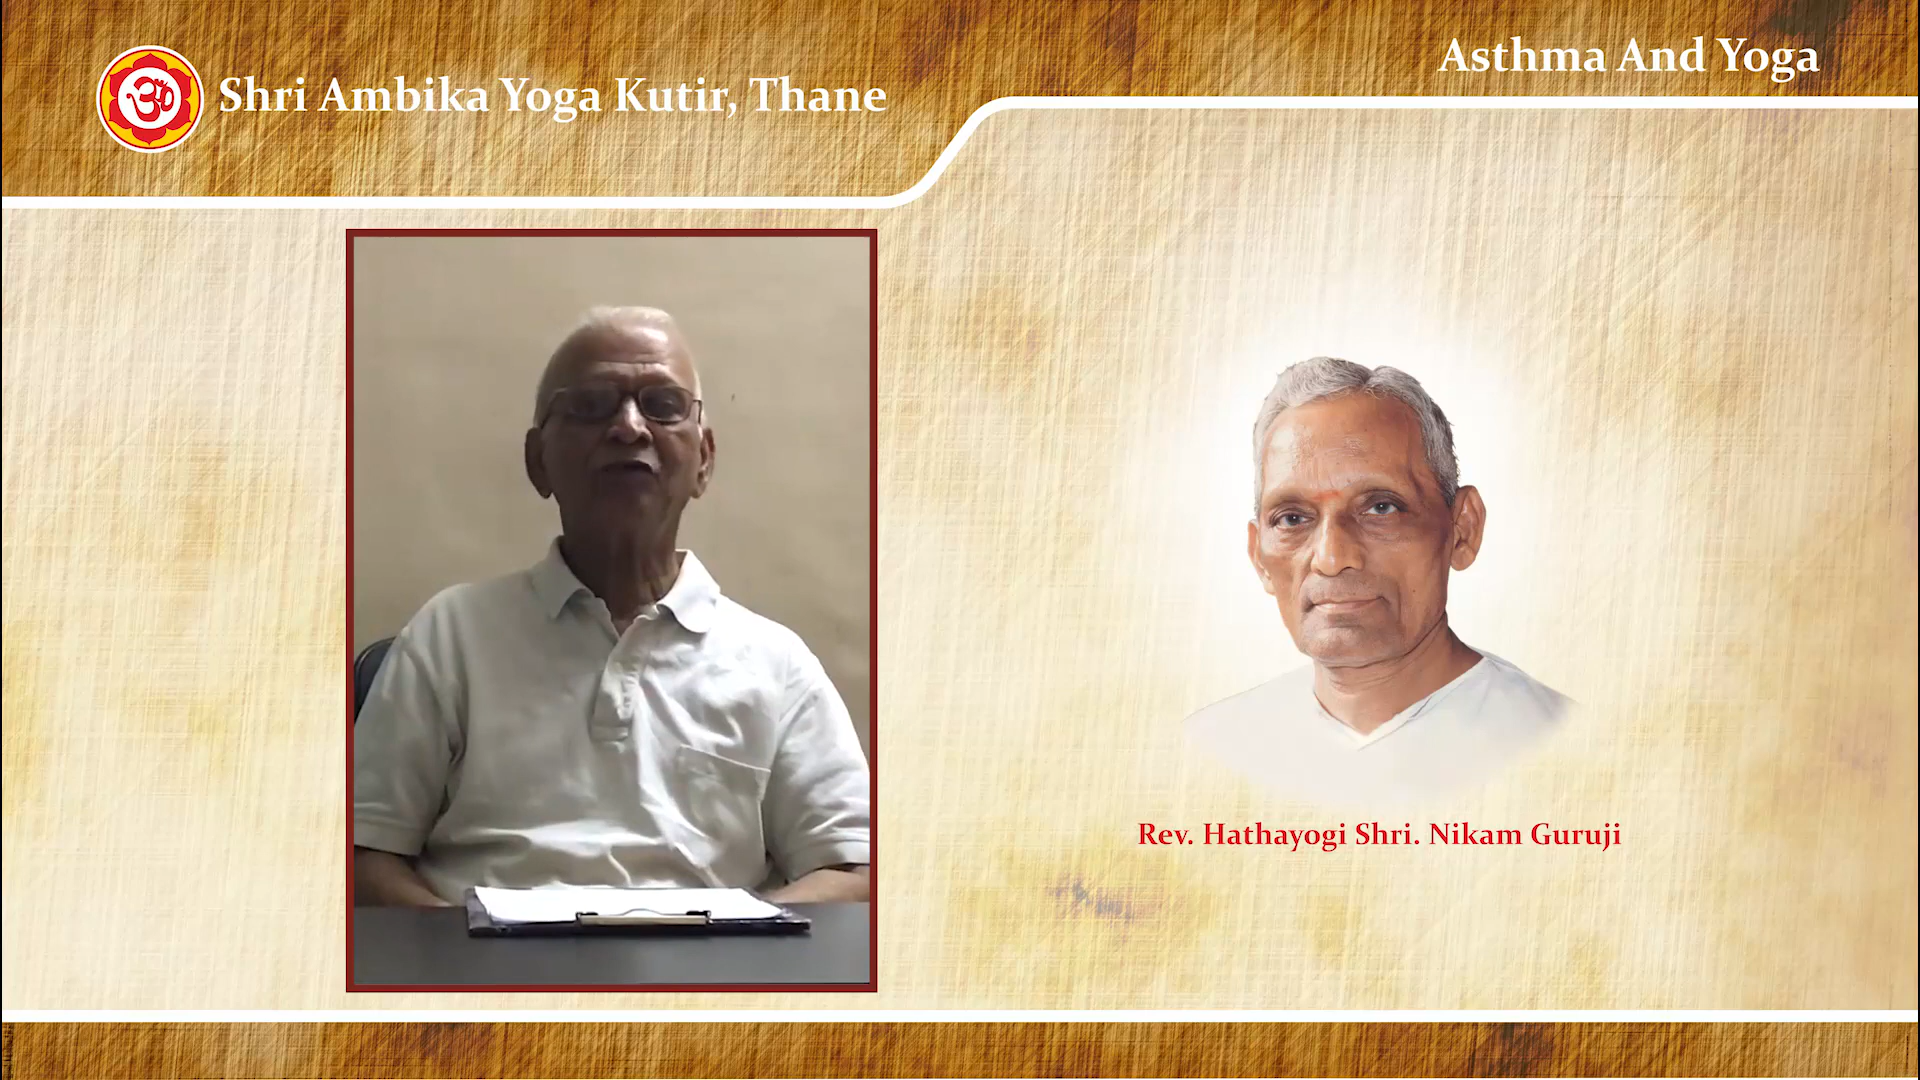 Asthma And Yoga
ॐ
Shri Ambika Yoga Kutir, Thane
Rev. Hathayogi Shri. Nikam Guruji